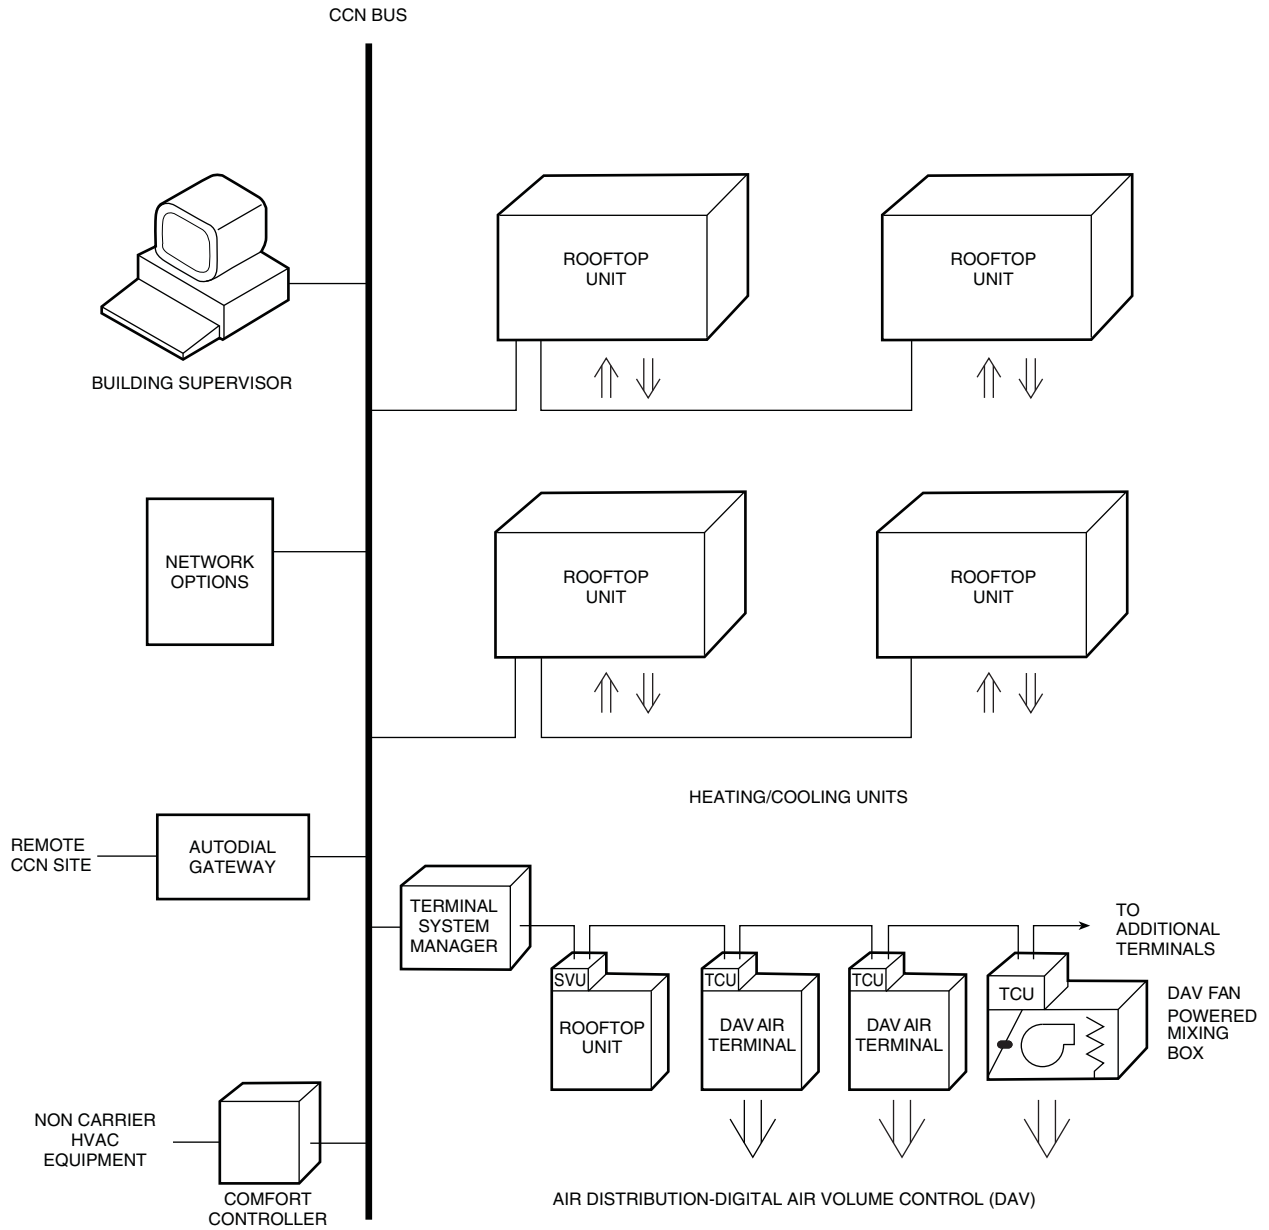 CCN BUS
BUILDING SUPERVISOR
ROOFTOP
UNIT
ROOFTOP
UNIT
NETWORK
OPTIONS
ROOFTOP
UNIT
ROOFTOP
UNIT
HEATING/COOLING UNITS
REMOTE
CCN SITE
AUTODIAL
GATEWAY
TERMINAL
SYSTEM
MANAGER
TO
ADDITIONAL
TERMINALS
SVU
ROOFTOP
UNIT
TCU
DAV AIR
TERMINAL
TCU
DAV AIR
TERMINAL
TCU
DAV FAN
POWERED
MIXING
BOX
NON CARRIER
HVAC
EQUIPMENT
COMFORT
CONTROLLER
AIR DISTRIBUTION-DIGITAL AIR VOLUME CONTROL (DAV)